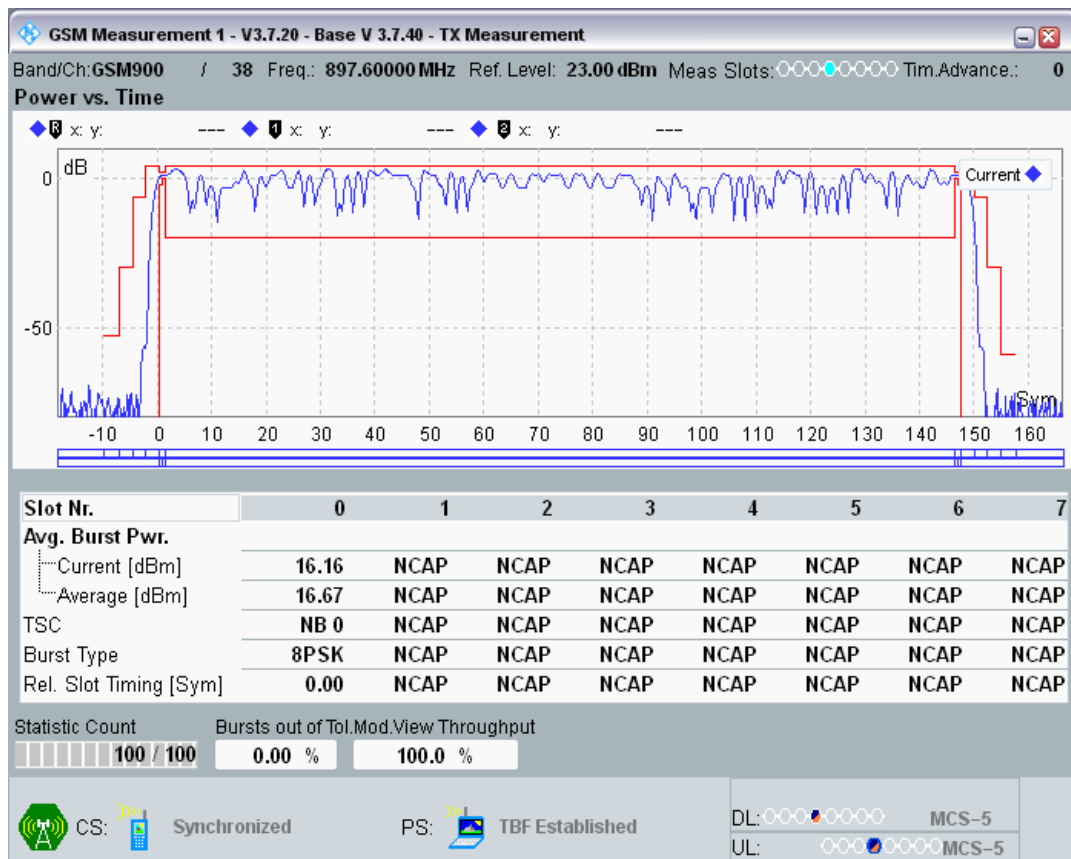 GSM Measurement 1 - V3.7.20 - Base V 3.7.40 - TX Measurement
Band/Ch:GSM900 / 38 Freq.: 897.60000 MHz Ref. Level: 23.00 dBm Meas Slots: Tim.Advance.: 0
Power vs. Time
R x: y: --- 1 x: y: --- 2 x: y: ---
dB
Current
0
-50
Sym
-10 0 10 20 30 40 50 60 70 80 90 100 110 120 130 140 150 160
Slot Nr. 0 1 2 3 4 5 6 7
Avg. Burst Pwr.
Current [dBm] 16.16 NCAP NCAP NCAP NCAP NCAP NCAP NCAP
Average [dBm] 16.67 NCAP NCAP NCAP NCAP NCAP NCAP NCAP
TSC NB 0 NCAP NCAP NCAP NCAP NCAP NCAP NCAP
Burst Type 8PSK NCAP NCAP NCAP NCAP NCAP NCAP NCAP
Rel. Slot Timing [Sym] 0.00 NCAP NCAP NCAP NCAP NCAP NCAP NCAP
Statistic Count Bursts out of Tol.Mod.View Throughput
100 / 100 0.00 % 100.0 %
CS: Synchronized PS: TBF Established DL: MCS-5
UL: MCS-5